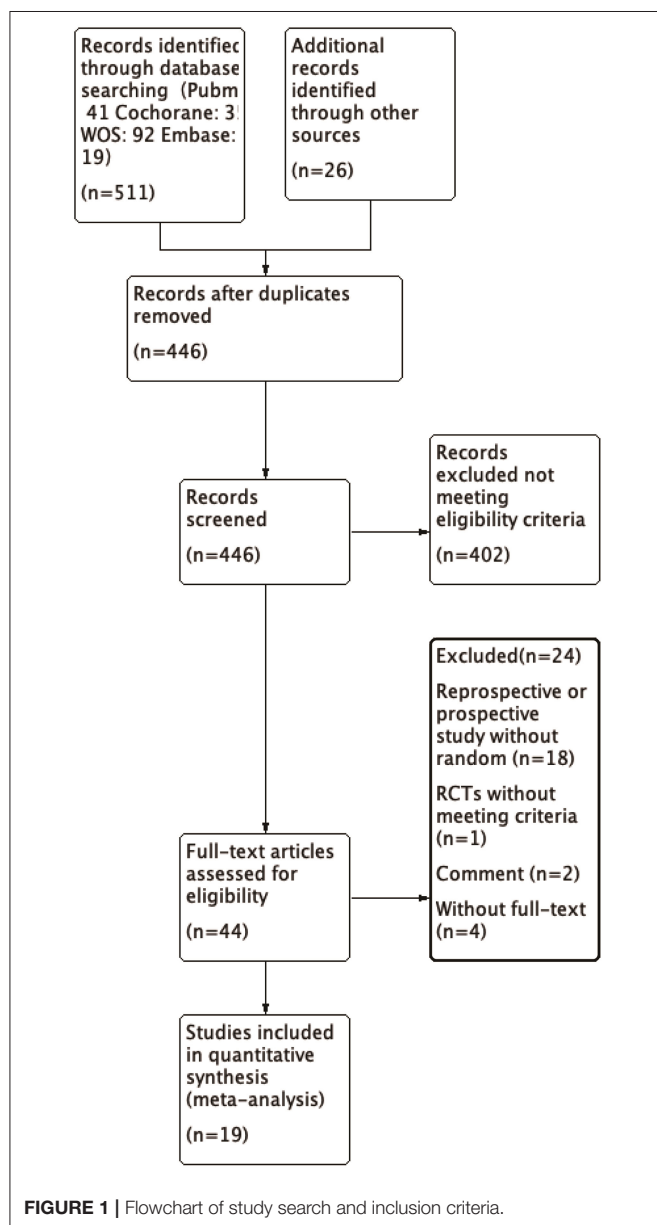 Records identified
through database
searching (Pubm
41 Cochorane: 3
WOS: 92 Embase:
19)
(n=511)
Additional
records
identified
through other
sources
(n=26)
Records after duplicates
removed
(n=446)
Records
screened
(n=446)
Records
excluded not
meeting
eligibility criteria
(n=402)
Excluded(n=24)
Reprospective or
prospective
study without
random (n=18)
RCTs without
meeting criteria
(n=1)
Comment (n=2)
Without full-text
(n=4)
Full-text articles
assessed for
eligibility
(n=44)
Studies included
in quantitative
synthesis
(meta-analysis)
(n=19)
FIGURE 1 | Flowchart of study search and inclusion criteria.